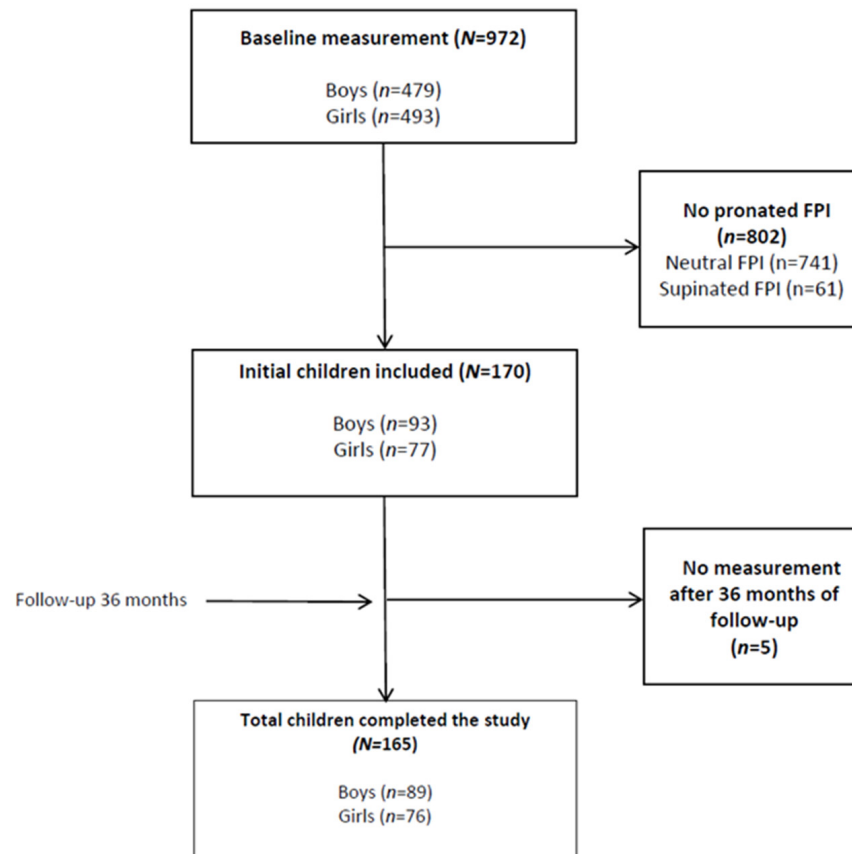 Baseline measurement (N=972)
Boys (n=479)
Girls (n=493)
No pronated FPI
(n=802)
Neutral FPI (n=741)
Supinated FPI (n=61)
Initial children included (N=170)
Boys (n=93)
Girls (n=77)
Follow-up 36 months
No measurement
after 36 months of
follow-up
(n=5)
Total children completed the study
(N=165)
Boys (n=89)
Girls (n=76)